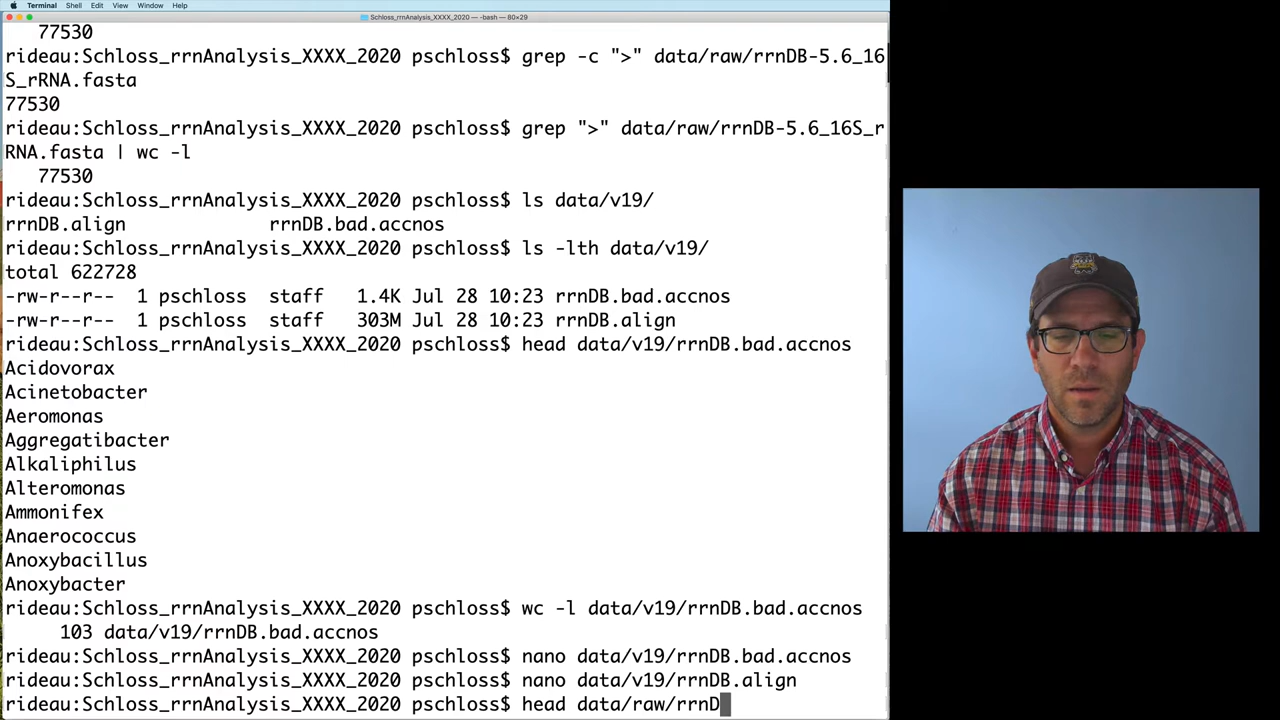 Terminal Shell Edit View Window Help
Schloss_rrnAnalysis_XXXX_2020 — -bash — 80×29
77530
rideau:Schloss_rrnAnalysis_XXXX_2020 pschloss$ grep -c ">" data/raw/rrnDB-5.6_16
S_rRNA.fasta
77530
rideau:Schloss_rrnAnalysis_XXXX_2020 pschloss$ grep ">" data/raw/rrnDB-5.6_16S_r
RNA.fasta | wc -l
77530
rideau:Schloss_rrnAnalysis_XXXX_2020 pschloss$ ls data/v19/
rrnDB.align rrnDB.bad.accnos
rideau:Schloss_rrnAnalysis_XXXX_2020 pschloss$ ls -lth data/v19/
total 622728
-rw-r--r-- 1 pschloss staff 1.4K Jul 28 10:23 rrnDB.bad.accnos
-rw-r--r-- 1 pschloss staff 303M Jul 28 10:23 rrnDB.align
rideau:Schloss_rrnAnalysis_XXXX_2020 pschloss$ head data/v19/rrnDB.bad.accnos
Acidovorax
Acinetobacter
Aeromonas
Aggregatibacter
Alkaliphilus
Alteromonas
Ammonifex
Anaerococcus
Anoxybacillus
Anoxybacter
rideau:Schloss_rrnAnalysis_XXXX_2020 pschloss$ wc -l data/v19/rrnDB.bad.accnos
103 data/v19/rrnDB.bad.accnos
rideau:Schloss_rrnAnalysis_XXXX_2020 pschloss$ nano data/v19/rrnDB.bad.accnos
rideau:Schloss_rrnAnalysis_XXXX_2020 pschloss$ nano data/v19/rrnDB.align
rideau:Schloss_rrnAnalysis_XXXX_2020 pschloss$ head data/raw/rrnD